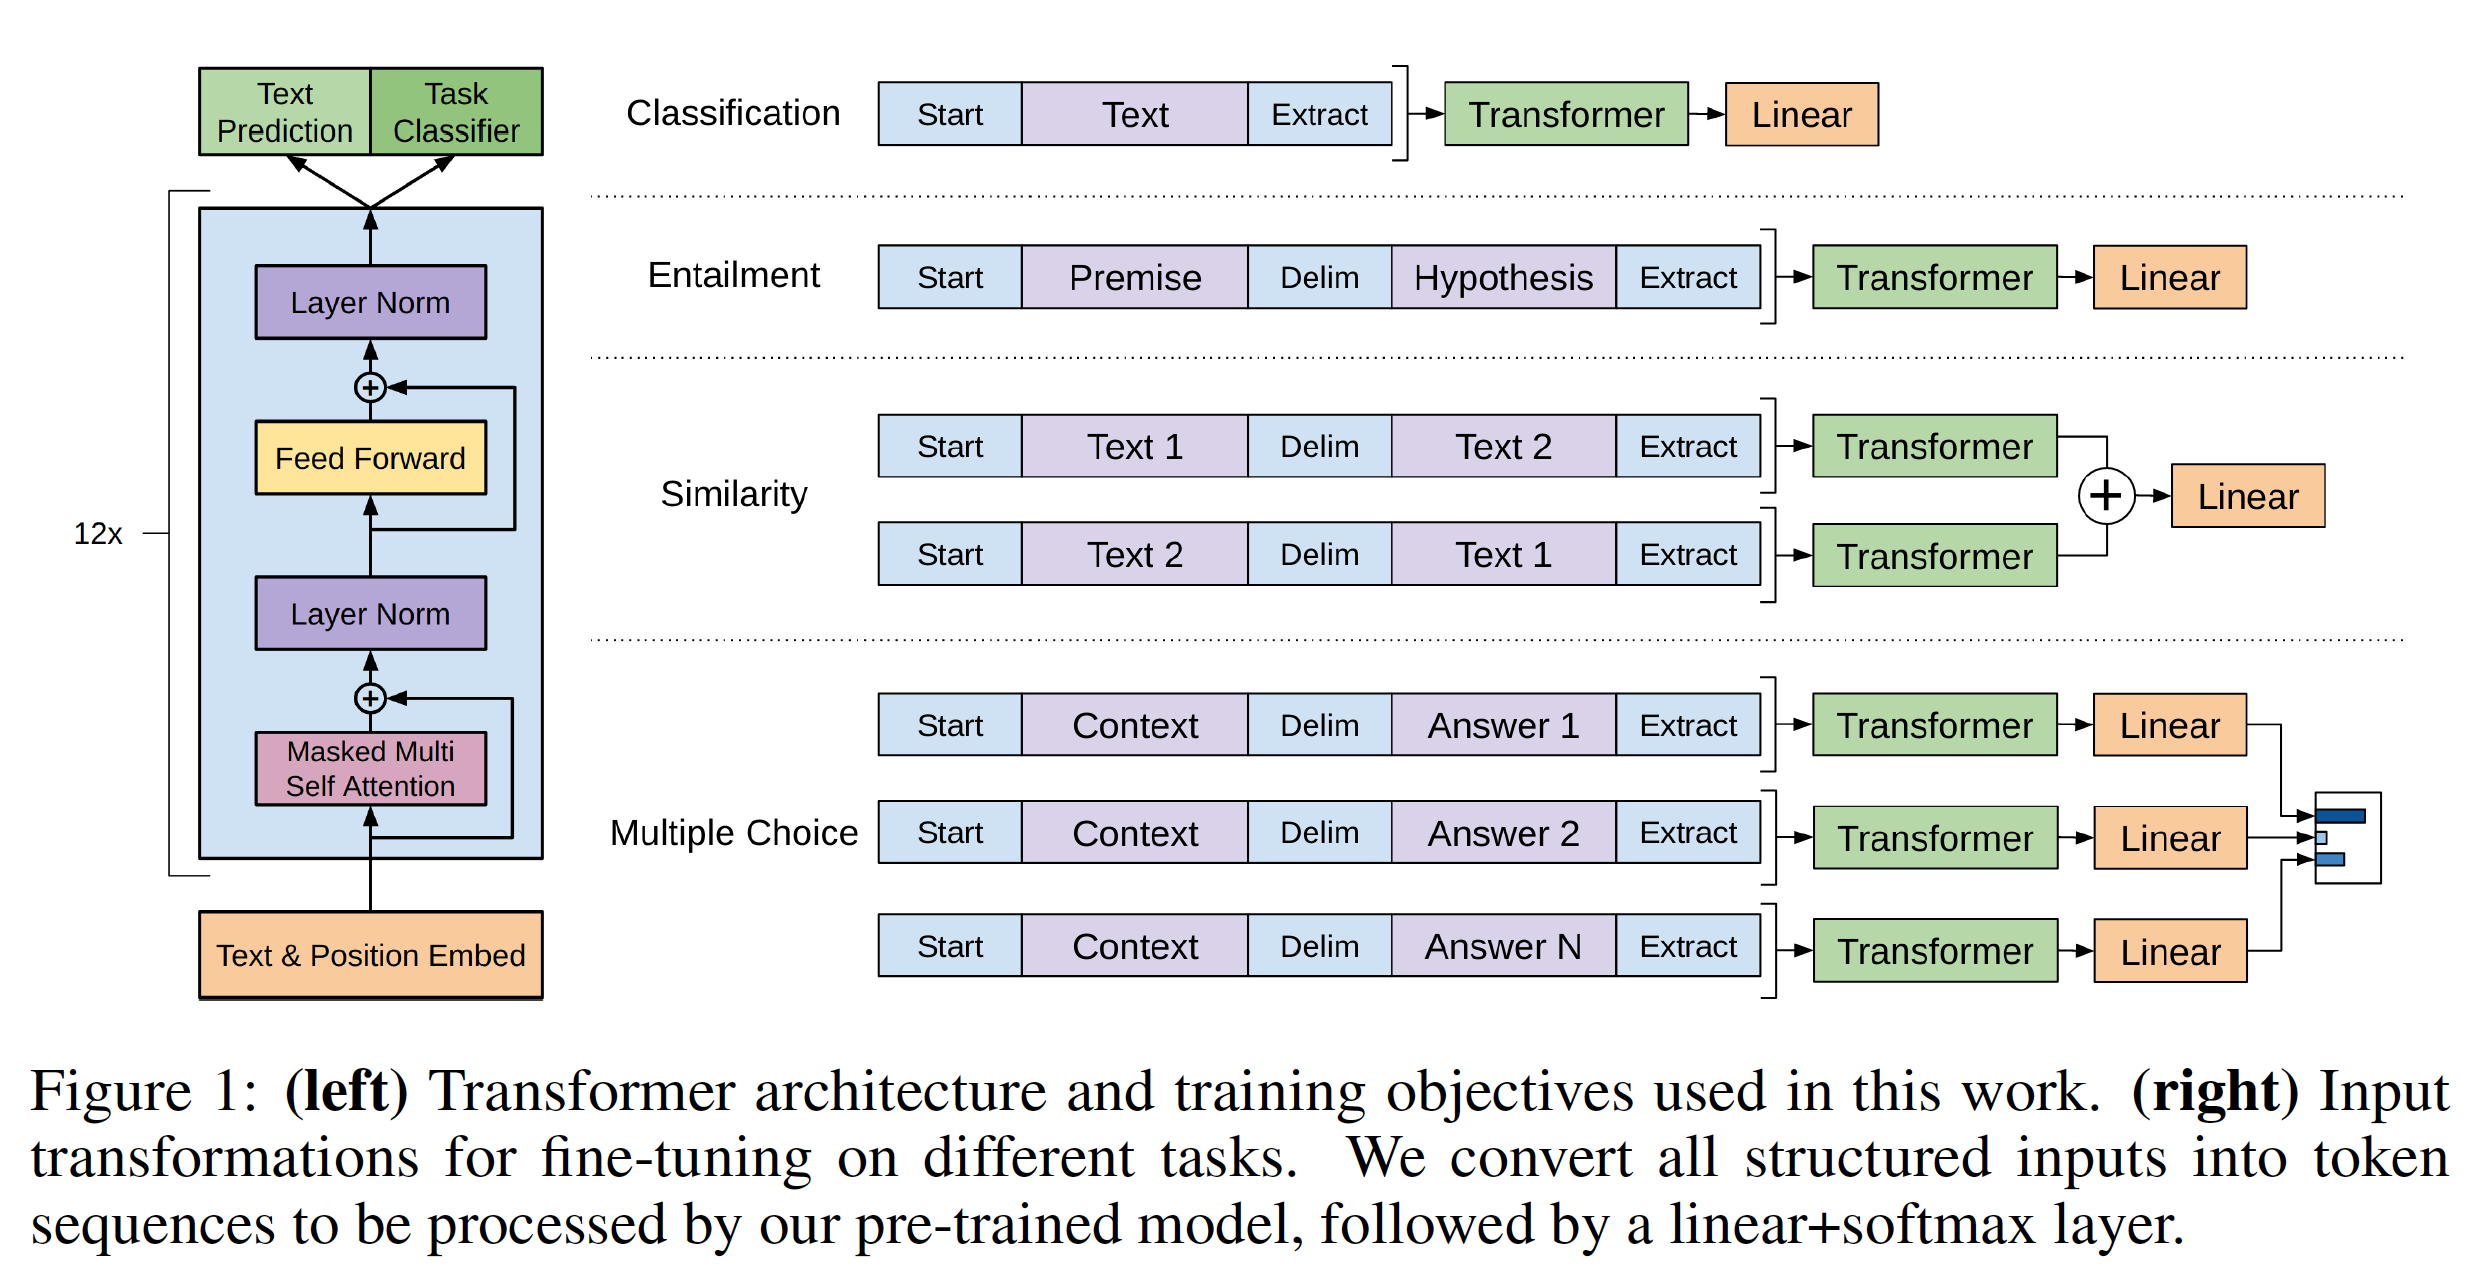 Text
Prediction
Task
Classifier
Layer Norm
+
Feed Forward
12x
Layer Norm
+
Masked Multi
Self Attention
Text & Position Embed
Classification
Start Text Extract Transformer Linear
Entailment
Start Premise Delim Hypothesis Extract Transformer Linear
Similarity
Start Text 1 Delim Text 2 Extract Transformer
+ Linear
Start Text 2 Delim Text 1 Extract Transformer
Multiple Choice
Start Context Delim Answer 1 Extract Transformer Linear
Start Context Delim Answer 2 Extract Transformer Linear
Start Context Delim Answer N Extract Transformer Linear
Figure 1: (left) Transformer architecture and training objectives used in this work. (right) Input
transformations for fine-tuning on different tasks. We convert all structured inputs into token
sequences to be processed by our pre-trained model, followed by a linear+softmax layer.